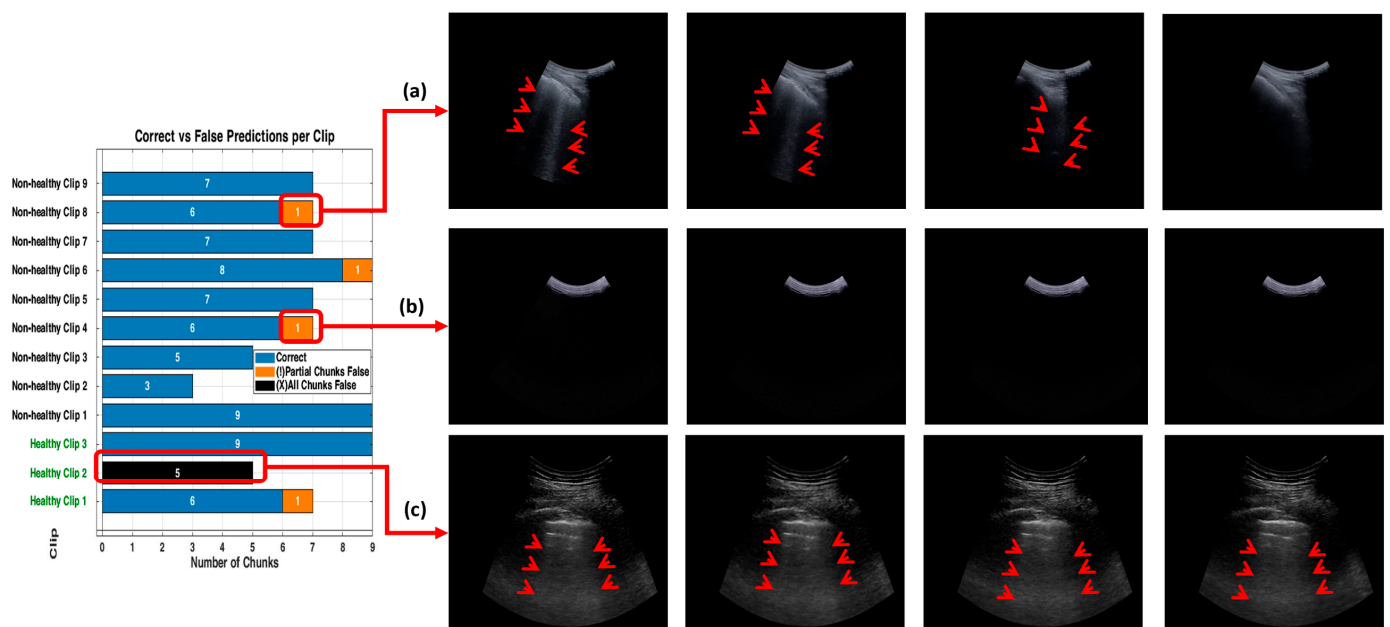 Correct vs False Predictions per Clip
Non-healthy Clip 9
7
Non-healthy Clip 8
6
1
Non-healthy Clip 7
7
Non-healthy Clip 6
8
1
Non-healthy Clip 5
7
Non-healthy Clip 4
6
1
Non-healthy Clip 3
5
Non-healthy Clip 2
3
Non-healthy Clip 1
9
Healthy Clip 3
9
Healthy Clip 2
5
Healthy Clip 1
6
1
Correct
(!)Partial Chunks False
(X)All Chunks False
Clip
0 1 2 3 4 5 6 7 8 9
Number of Chunks
(a)
(b)
(c)